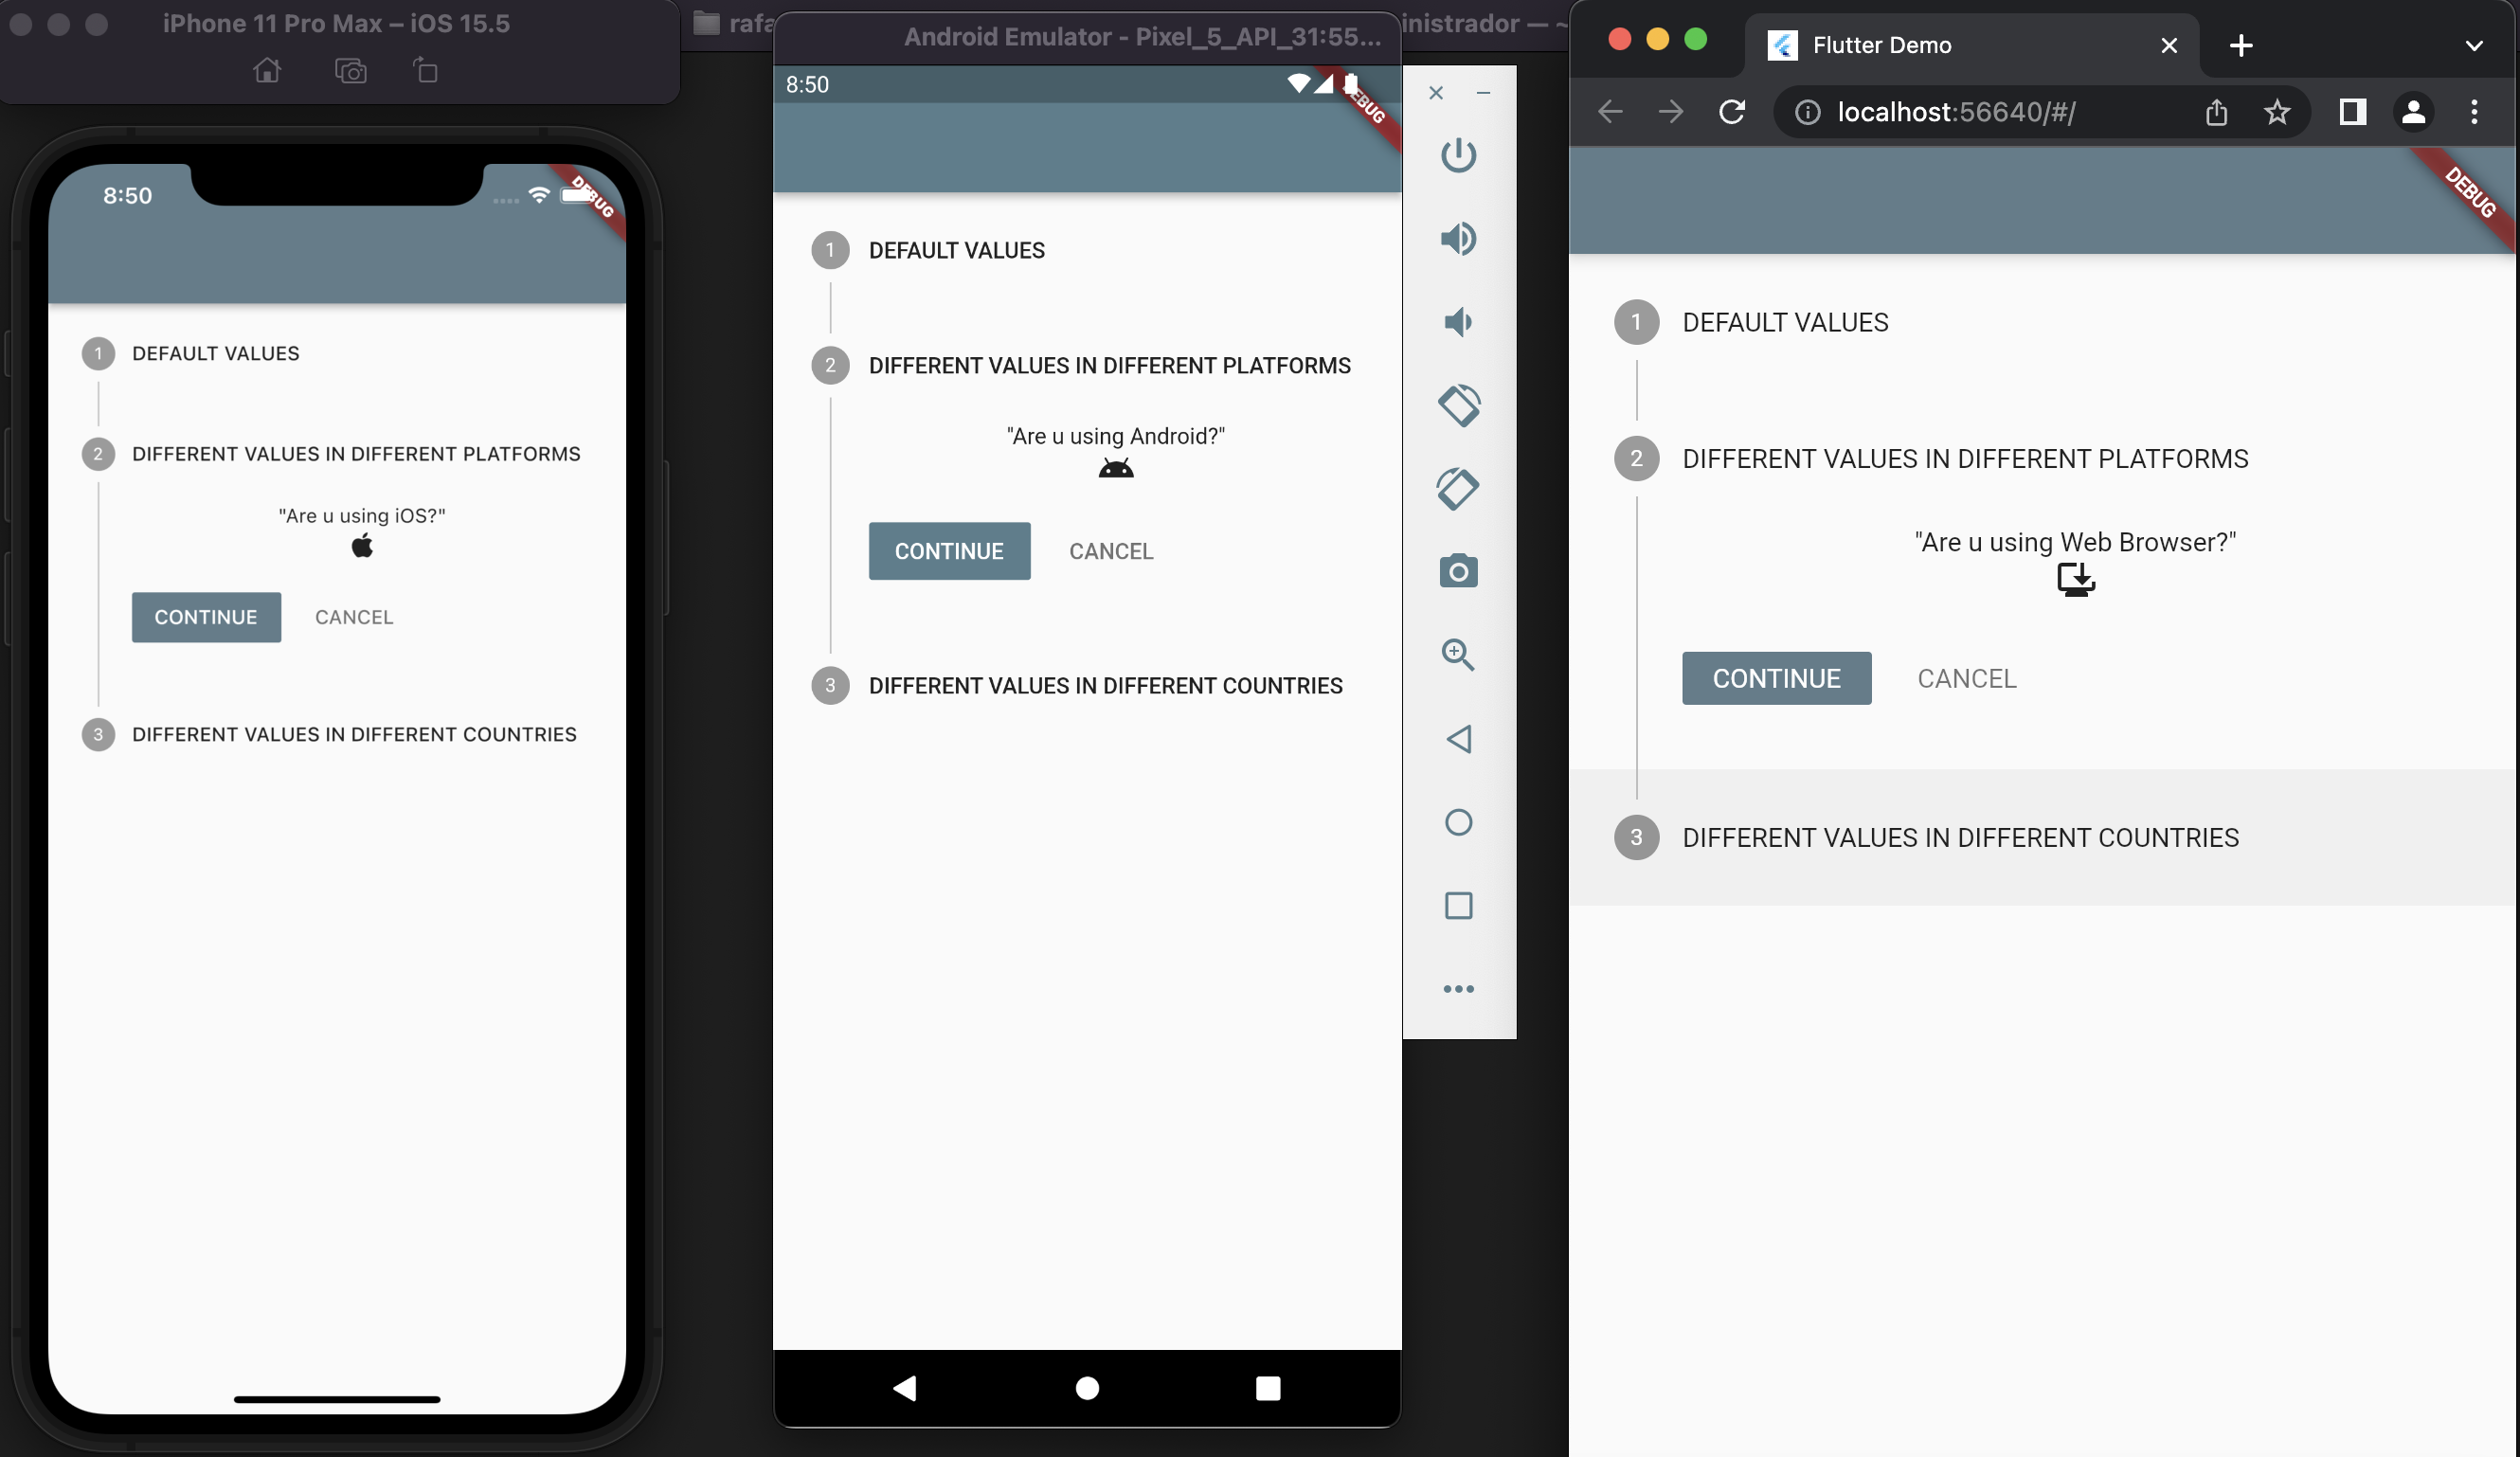 iPhone 11 Pro Max – iOS 15.5
8:50
DEBUG
1 DEFAULT VALUES
2 DIFFERENT VALUES IN DIFFERENT PLATFORMS
"Are u using iOS?"
CONTINUE CANCEL
3 DIFFERENT VALUES IN DIFFERENT COUNTRIES
rafa
inistrador — ~
Android Emulator - Pixel_5_API_31:55...
8:50
DEBUG
1 DEFAULT VALUES
2 DIFFERENT VALUES IN DIFFERENT PLATFORMS
"Are u using Android?"
CONTINUE CANCEL
3 DIFFERENT VALUES IN DIFFERENT COUNTRIES
Flutter Demo
localhost:56640/#/
DEBUG
1 DEFAULT VALUES
2 DIFFERENT VALUES IN DIFFERENT PLATFORMS
"Are u using Web Browser?"
CONTINUE CANCEL
3 DIFFERENT VALUES IN DIFFERENT COUNTRIES